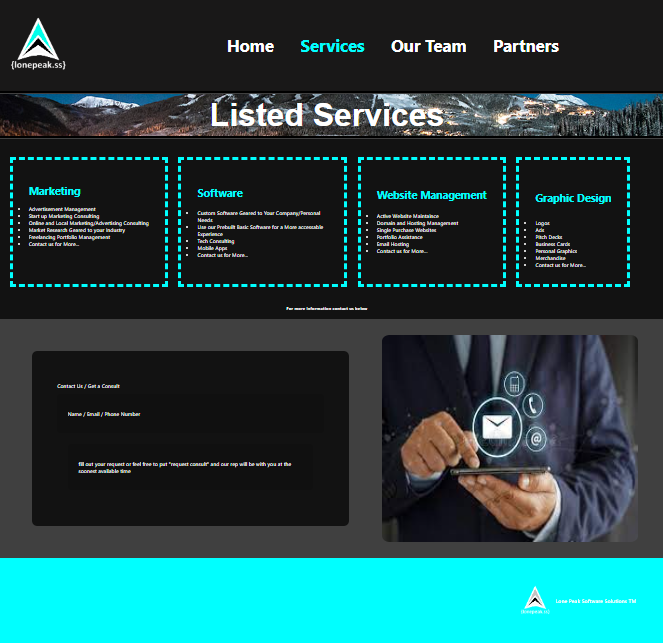 {lonepeak.ss}
Home Services Our Team Partners
Listed Services
Marketing
Advertisement Management
Start up Marketing Consulting
Online and Local Marketing/Advertising Consulting
Market Research Geared to your industry
Freelancing Portfolio Management
Contact us for More...
Software
Custom Software Geared to Your Company/Personal
Needs
Use our Prebuilt Basic Software for a More accessable
Experience
Tech Consulting
Mobile Apps
Contact us for More...
Website Management
Active Website Maintaince
Domain and Hosting Management
Single Purchase Websites
Portfolio Assistance
Email Hosting
Contact us for More...
Graphic Design
Logos
Ads
Pitch Decks
Business Cards
Personal Graphics
Merchandise
Contact us for More...
For more information contact us below
Contact Us / Get a Consult
Name / Email / Phone Number
fill out your request or feel free to put "request consult" and our rep will be with you at the
soonest available time
@
{lonepeak.ss}
Lone Peak Software Solutions TM